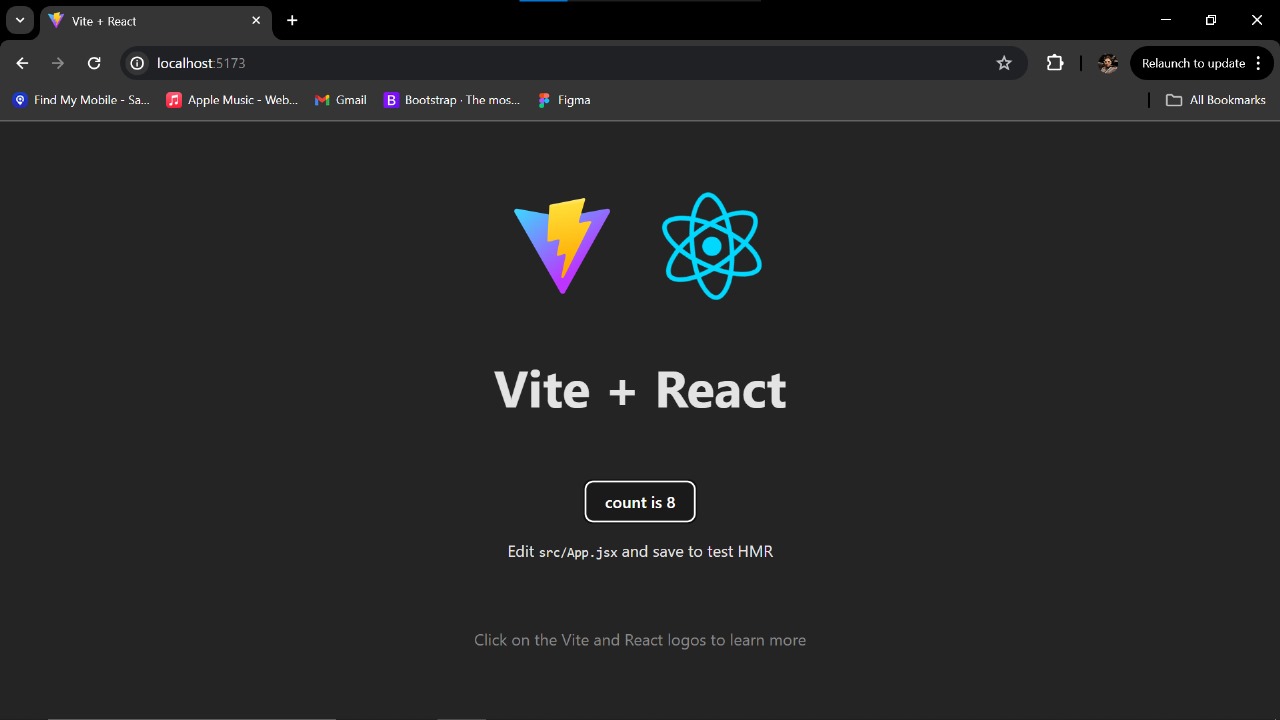 Vite + React
localhost:5173
Relaunch to update
Find My Mobile - Sa...
Apple Music - Web...
Gmail
B
Bootstrap · The mos...
Figma
All Bookmarks
Vite + React
count is 8
Edit src/App.jsx and save to test HMR
Click on the Vite and React logos to learn more